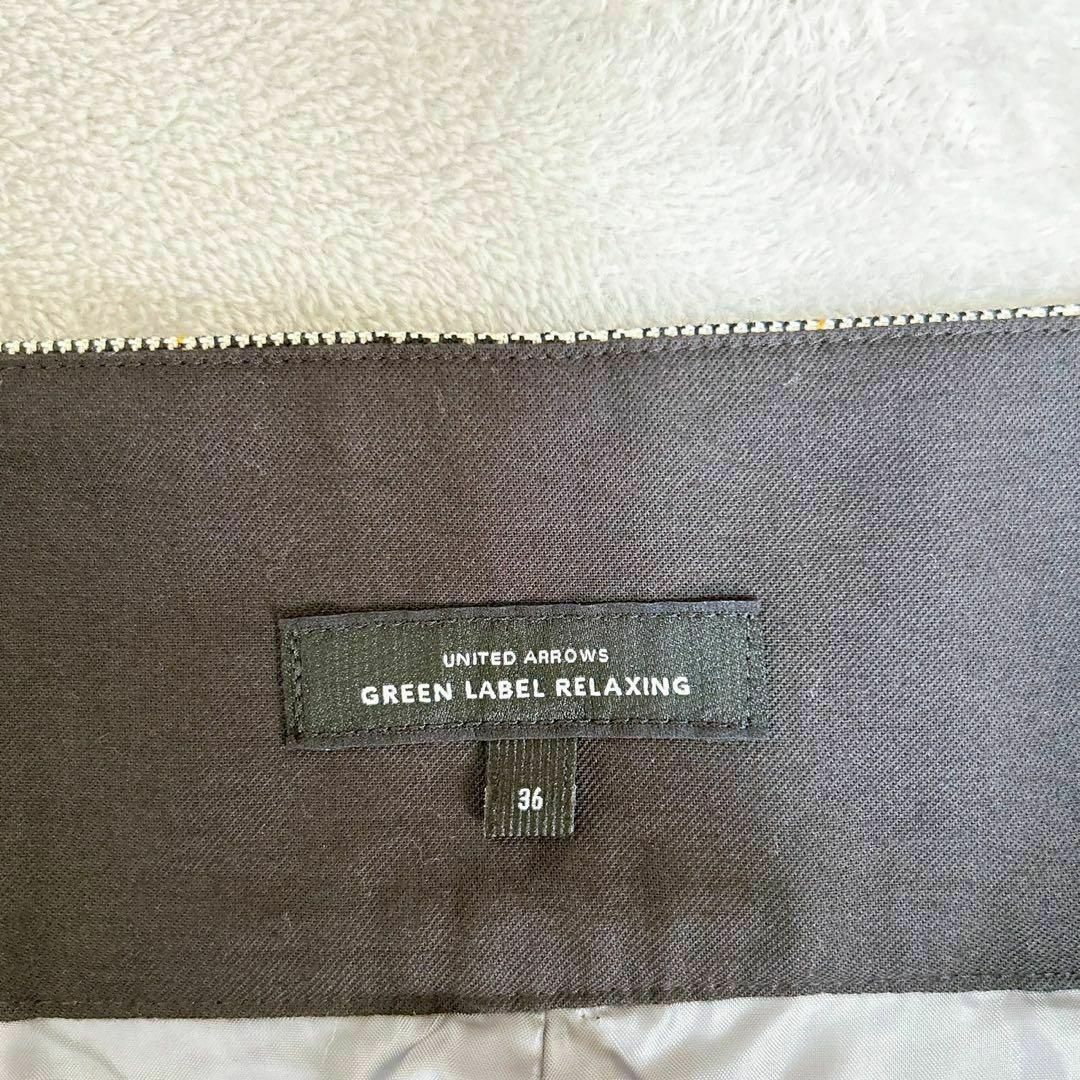 UNITED ARROWS
GREEN LABEL RELAXING
36